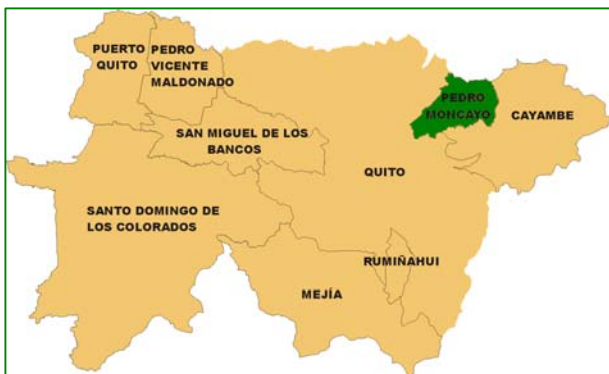 PUERTO
QUITO
PEDRO
VICENTE
MALDONADO
PEDRO
MONCAYO
CAYAMBE
SAN MIGUEL DE LOS
BANCOS
QUITO
SANTO DOMINGO DE
LOS COLORADOS
RUMIÑAHUI
MEJÍA